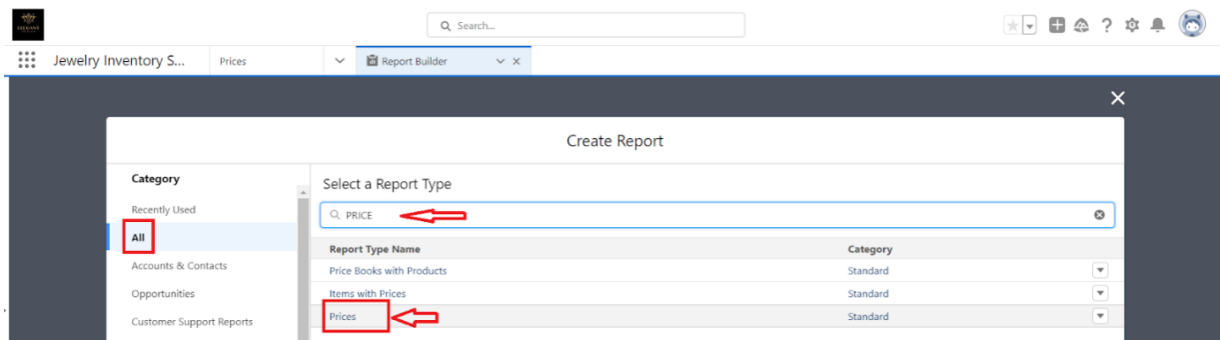 ELEGANT
Search...
Jewelry Inventory S...
Prices
Report Builder
Create Report
Category
Recently Used
All
Accounts & Contacts
Opportunities
Customer Support Reports
Select a Report Type
PRICE
Report Type Name Category
Price Books with Products Standard
Items with Prices Standard
Prices Standard